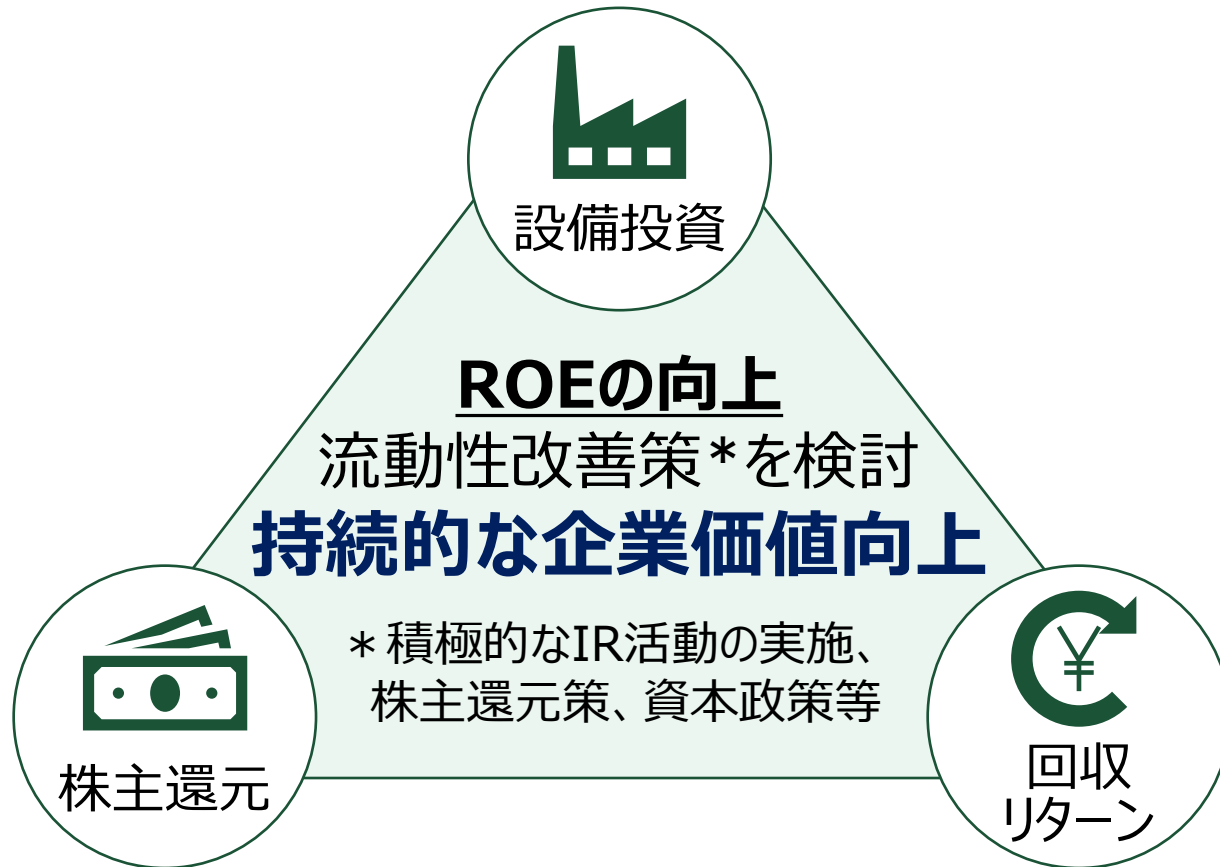 設備投資
ROEの向上
流動性改善策*を検討
持続的な企業価値向上
*積極的なIR活動の実施、
株主還元策、資本政策等
株主還元
¥
回収
リターン